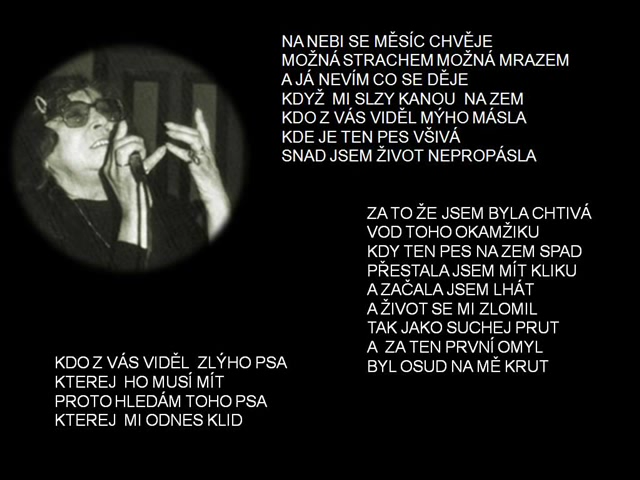 NA NEBI SE MĚSÍC CHVĚJE
MOŽNÁ STRACHEM MOŽNÁ MRAZEM
A JÁ NEVÍM CO SE DĚJE
KDYŽ MI SLZY KANOU NA ZEM
KDO Z VÁS VIDĚL MÝHO MÁSLA
KDE JE TEN PES VŠIVÁ
SNAD JSEM ŽIVOT NEPROPÁSLA
ZA TO ŽE JSEM BYLA CHTIVÁ
VOD TOHO OKAMŽIKU
KDY TEN PES NA ZEM SPAD
PŘESTALA JSEM MÍT KLIKU
A ZAČALA JSEM LHÁT
A ŽIVOT SE MI ZLOMIL
TAK JAKO SUCHEJ PRUT
A ZA TEN PRVNÍ OMYL
BYL OSUD NA MĚ KRUT
KDO Z VÁS VIDĚL ZLÝHO PSA
KTEREJ HO MUSÍ MÍT
PROTO HLEDÁM TOHO PSA
KTEREJ MI ODNES KLID